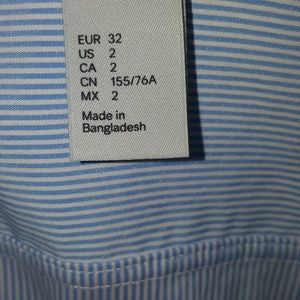 EUR 32
US 2
CA 2
CN 155/76A
MX 2
Made in
Bangladesh